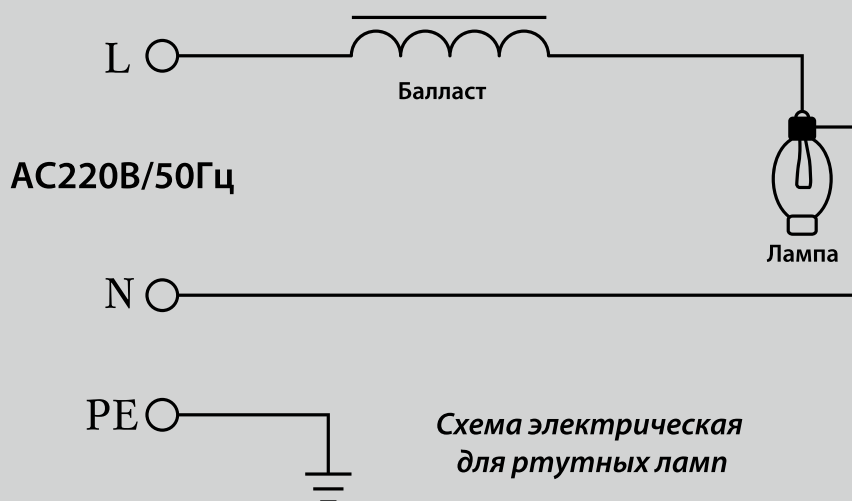 L
Балласт
АС220В/50Гц
Лампа
N
PE
Схема электрическая
для ртутных ламп